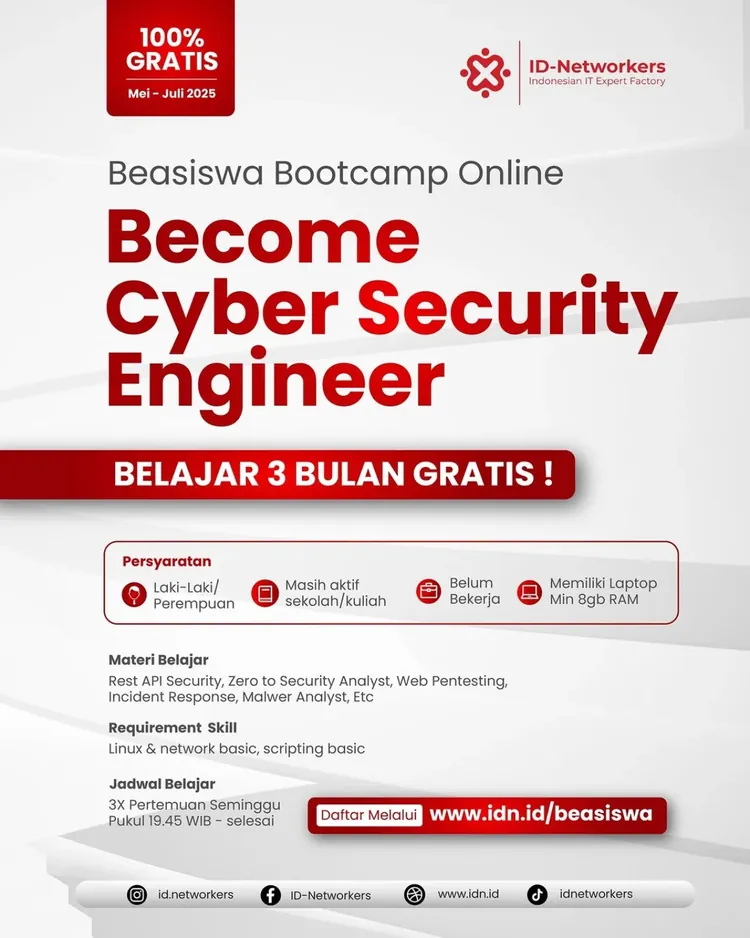 100%
GRATIS
Mei - Juli 2025
ID-Networkers
Indonesian IT Expert Factory
Beasiswa Bootcamp Online
Become
Cyber Security
Engineer
BELAJAR 3 BULAN GRATIS !
Persyaratan
Laki-Laki/
Perempuan
Masih aktif
sekolah/kuliah
Belum
Bekerja
Memiliki Laptop
Min 8gb RAM
Materi Belajar
Rest API Security, Zero to Security Analyst, Web Pentesting,
Incident Response, Malwer Analyst, Etc
Requirement Skill
Linux & network basic, scripting basic
Jadwal Belajar
3X Pertemuan Seminggu
Pukul 19.45 WIB - selesai
Daftar Melalui www.idn.id/beasiswa
id.networkers ID-Networkers www.idn.id idnetworkers